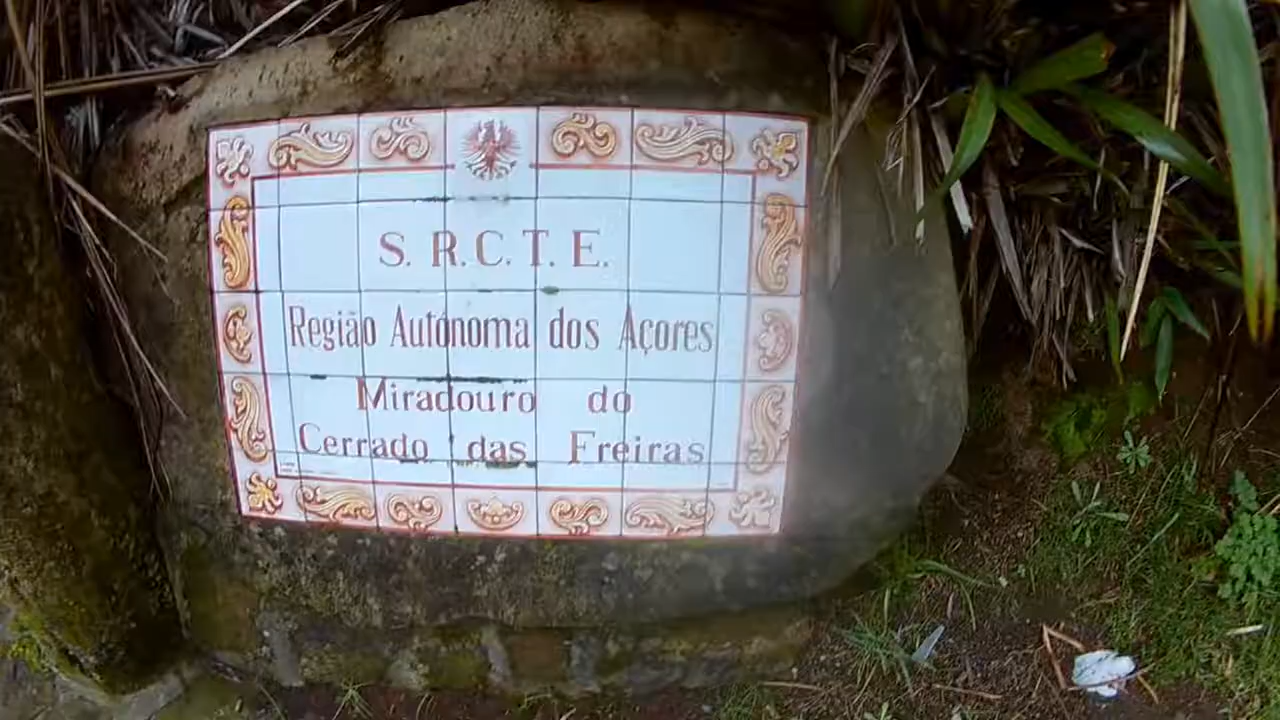 S. R. C. T. E.
Região Autónoma dos Açores
Miradouro do
Cerrado das Freiras